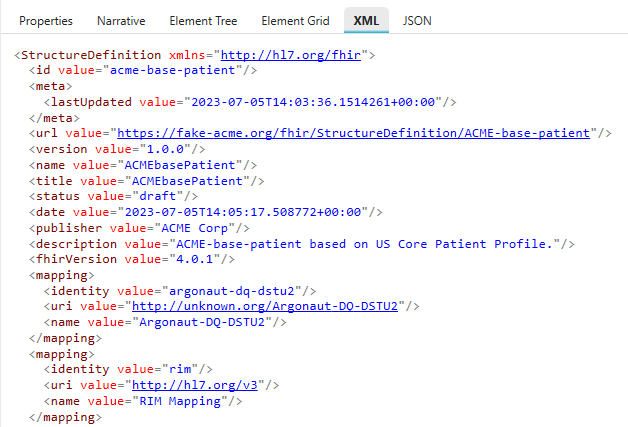 Properties Narrative Element Tree Element Grid XML JSON
<StructureDefinition xmlns="http://hl7.org/fhir">
<id value="acme-base-patient"/>
<meta>
<lastUpdated value="2023-07-05T14:03:36.1514261+00:00"/>
</meta>
<url value="https://fake-acme.org/fhir/StructureDefinition/ACME-base-patient"/>
<version value="1.0.0"/>
<name value="ACMEbasePatient"/>
<title value="ACMEbasePatient"/>
<status value="draft"/>
<date value="2023-07-05T14:05:17.508772+00:00"/>
<publisher value="ACME Corp"/>
<description value="ACME-base-patient based on US Core Patient Profile."/>
<fhirVersion value="4.0.1"/>
<mapping>
<identity value="argonaut-dq-dstu2"/>
<uri value="http://unknown.org/Argonaut-DQ-DSTU2"/>
<name value="Argonaut-DQ-DSTU2"/>
</mapping>
<mapping>
<identity value="rim"/>
<uri value="http://hl7.org/v3"/>
<name value="RIM Mapping"/>
</mapping>